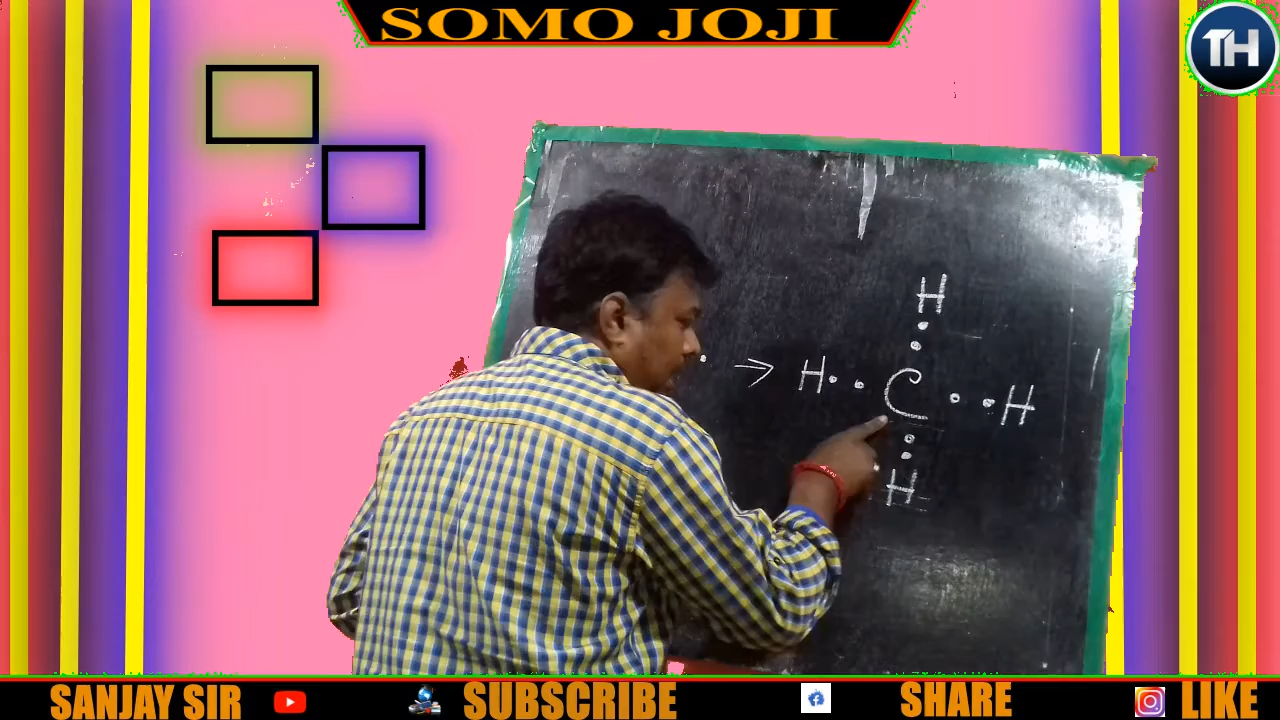 SOMO JOJI
TH
H
→ H·· C ··H
H
SANJAY SIR SUBSCRIBE SHARE LIKE